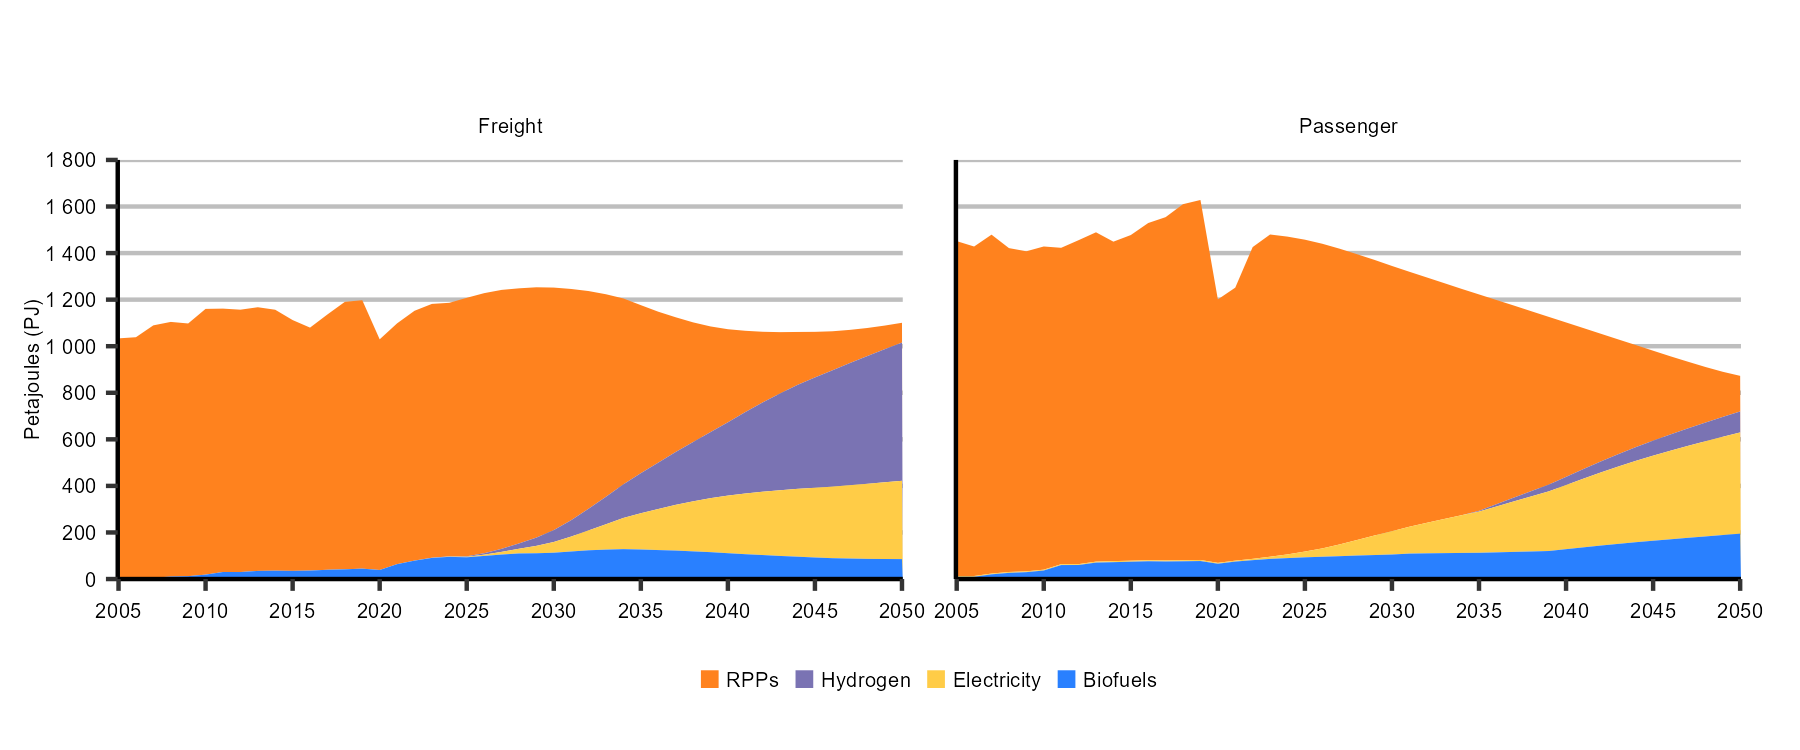 Freight Passenger
Petajoules (PJ)
1 800
1 600
1 400
1 200
1 000
800
600
400
200
0
2005 2010 2015 2020 2025 2030 2035 2040 2045 2050 2005 2010 2015 2020 2025 2030 2035 2040 2045 2050
RPPs Hydrogen Electricity Biofuels